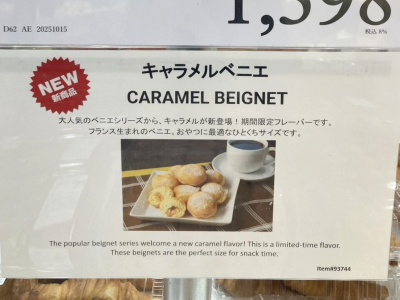 1,398
D62 AE 20251015
税込 8%
NEW
新商品
キャラメルベニエ
CARAMEL BEIGNET
大人気のベニエシリーズから、キャラメルが新登場！期間限定フレーバーです。
フランス生まれのベニエ。おやつに最適なひとくちサイズです。
The popular beignet series welcome a new caramel flavor! This is a limited-time flavor.
These beignets are the perfect size for snack time.
Item#93744